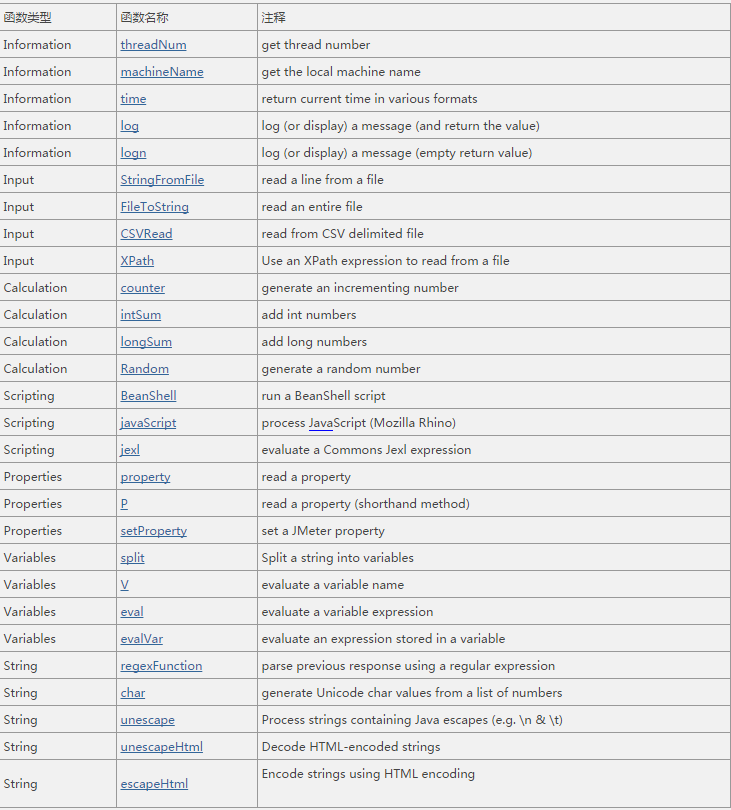 函数类型 函数名称 注释
Information threadNum get thread number
Information machineName get the local machine name
Information time return current time in various formats
Information log log (or display) a message (and return the value)
Information logn log (or display) a message (empty return value)
Input StringFromFile read a line from a file
Input FileToString read an entire file
Input CSVRead read from CSV delimited file
Input XPath Use an XPath expression to read from a file
Calculation counter generate an incrementing number
Calculation intSum add int numbers
Calculation longSum add long numbers
Calculation Random generate a random number
Scripting BeanShell run a BeanShell script
Scripting javaScript process JavaScript (Mozilla Rhino)
Scripting jexl evaluate a Commons Jexl expression
Properties property read a property
Properties P read a property (shorthand method)
Properties setProperty set a JMeter property
Variables split Split a string into variables
Variables V evaluate a variable name
Variables eval evaluate a variable expression
Variables evalVar evaluate an expression stored in a variable
String regexFunction parse previous response using a regular expression
String char generate Unicode char values from a list of numbers
String unescape Process strings containing Java escapes (e.g. \n & \t)
String unescapeHtml Decode HTML-encoded strings
String escapeHtml Encode strings using HTML encoding